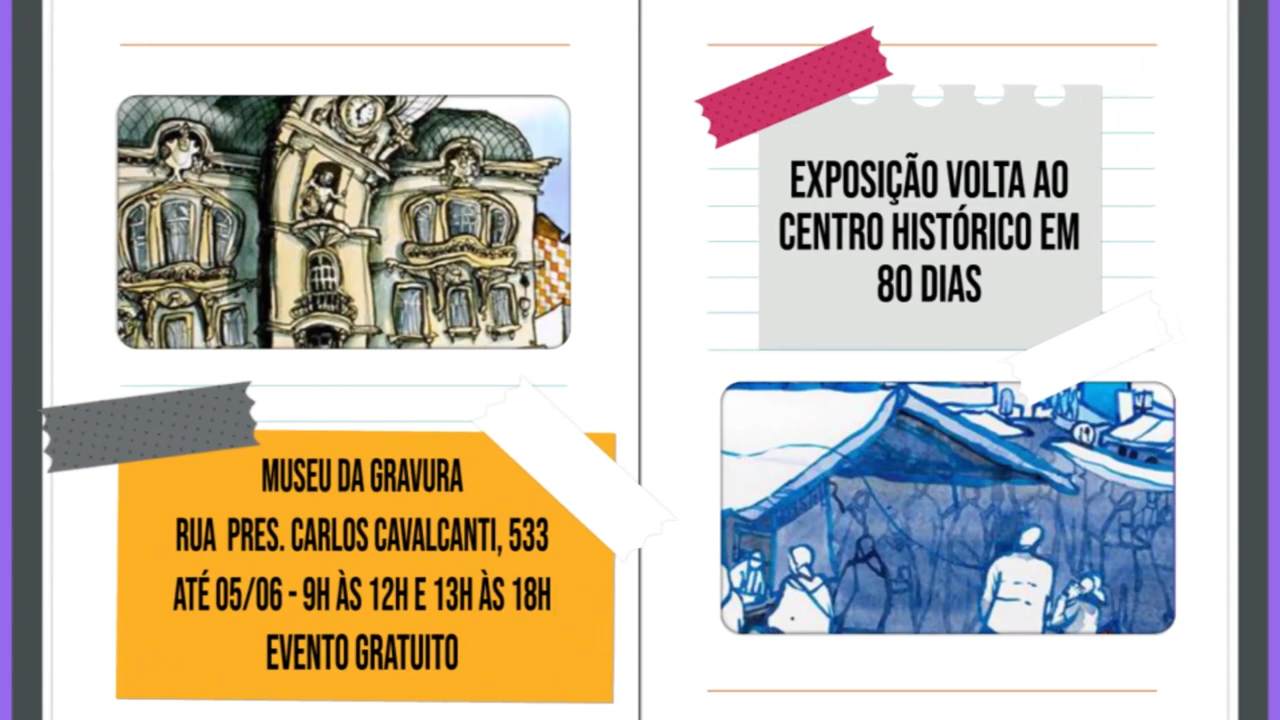 EXPOSIÇÃO VOLTA AO
CENTRO HISTÓRICO EM
80 DIAS
MUSEU DA GRAVURA
RUA PRES. CARLOS CAVALCANTI, 533
ATÉ 05/06 - 9H ÀS 12H E 13H ÀS 18H
EVENTO GRATUITO